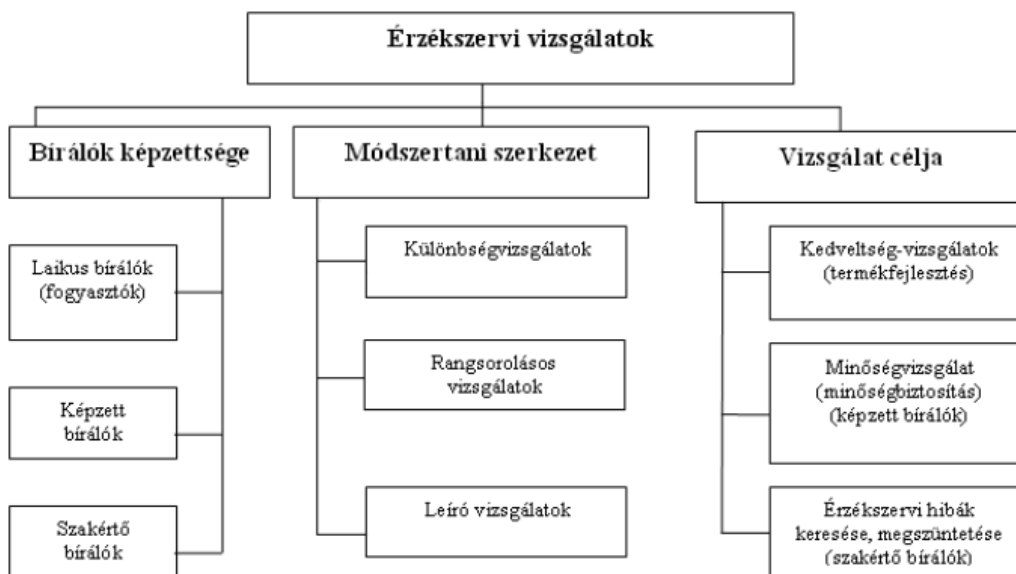 Érzékszervi vizsgálatok
Bírálók képzettsége
Módszertani szerkezet
Vizsgálat célja
Laikus bírálók
(fogyasztók)
Képzett
bírálók
Szakértő
bírálók
Különbségvizsgálatok
Rangsorolásos
vizsgálatok
Leíró vizsgálatok
Kedveltség-vizsgálatok
(termékfejlesztés)
Minőségvizsgálat
(minőségbiztosítás)
(képzett bírálók)
Érzékszervi hibák
keresése, megszüntetése
(szakértő bírálók)